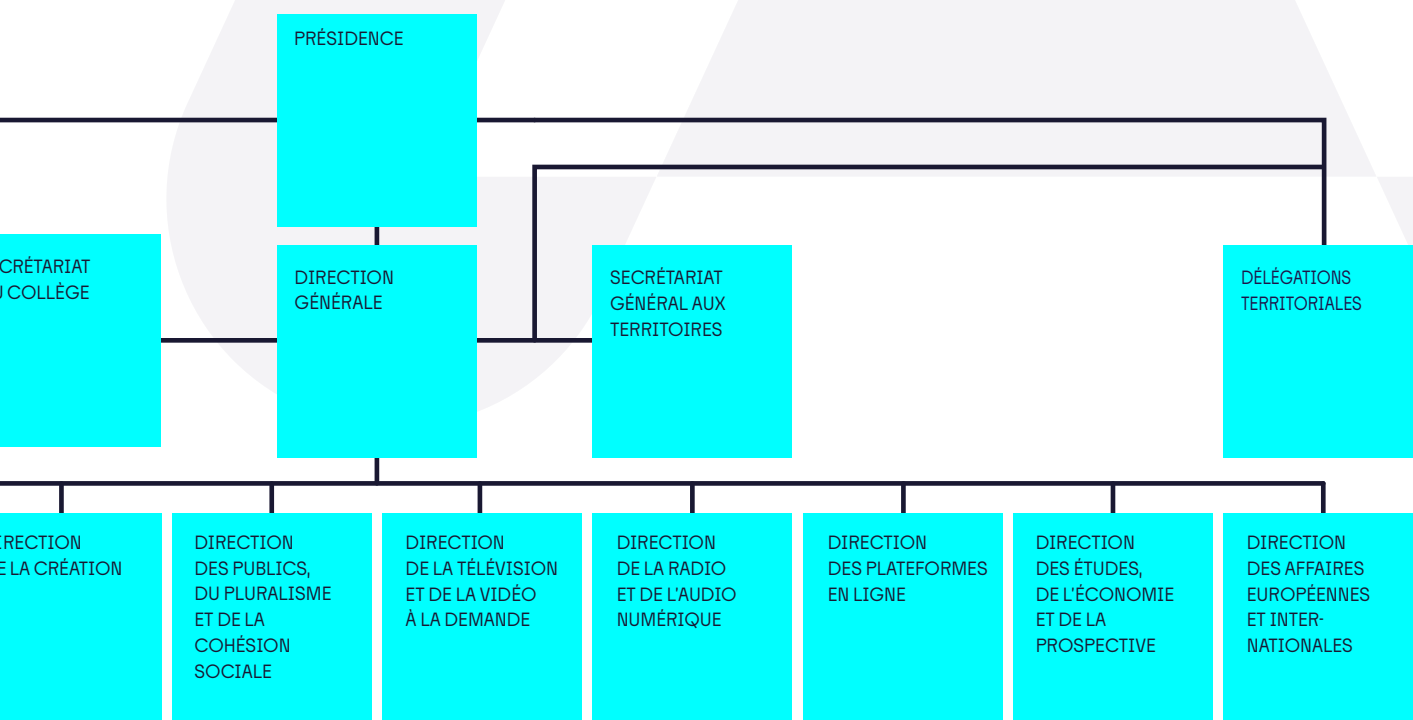 PRÉSIDENCE
CRÉTARIAT
COLLÈGE
DIRECTION
GÉNÉRALE
SECRÉTARIAT
GÉNÉRAL AUX
TERRITOIRES
DÉLÉGATIONS
TERRITORIALES
RECTION
LA CRÉATION
DIRECTION
DES PUBLICS,
DU PLURALISME
ET DE LA
COHÉSION
SOCIALE
DIRECTION
DE LA TÉLÉVISION
ET DE LA VIDÉO
À LA DEMANDE
DIRECTION
DE LA RADIO
ET DE L'AUDIO
NUMÉRIQUE
DIRECTION
DES PLATEFORMES
EN LIGNE
DIRECTION
DES ÉTUDES,
DE L'ÉCONOMIE
ET DE LA
PROSPECTIVE
DIRECTION
DES AFFAIRES
EUROPÉENNES
ET INTER-
NATIONALES